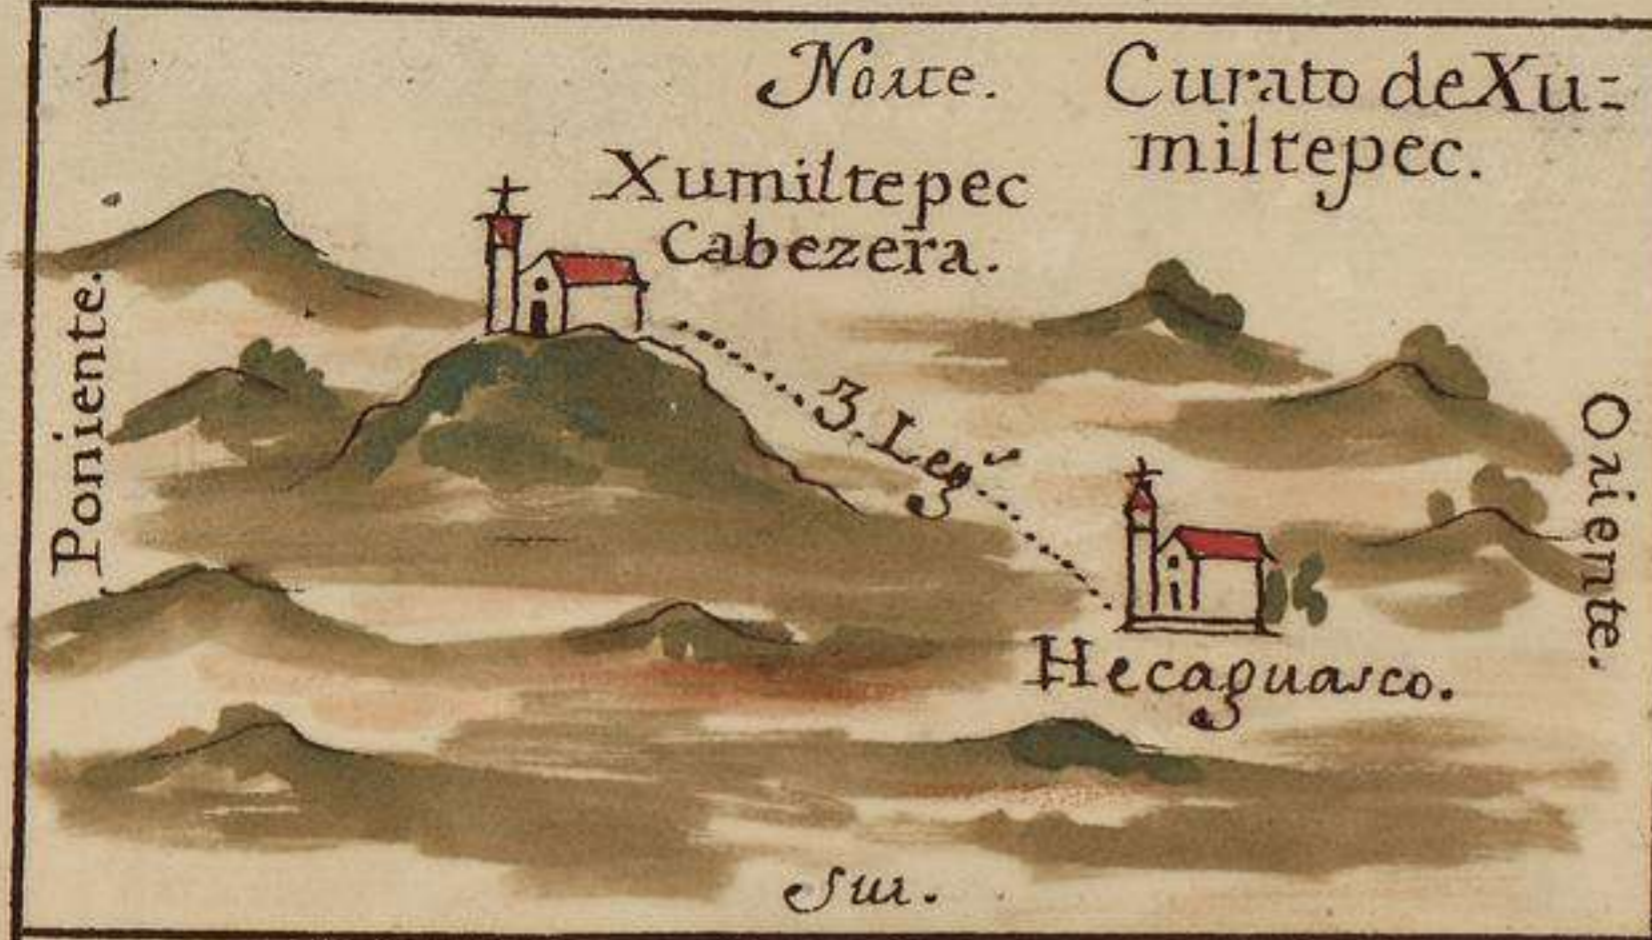 1
Norte.
Curato de Xu=
miltepec.
Xumiltepec
Cabezera.
Poniente.
3. Leg.s
Oriente.
Hecaguasco.
Sur.